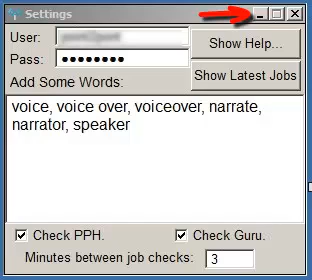 Settings
User:
Show Help...
Pass: ●●●●●●●●
Show Latest Jobs
Add Some Words:
voice, voice over, voiceover, narrate,
narrator, speaker
Check PPH.
Check Guru.
Minutes between job checks: 3